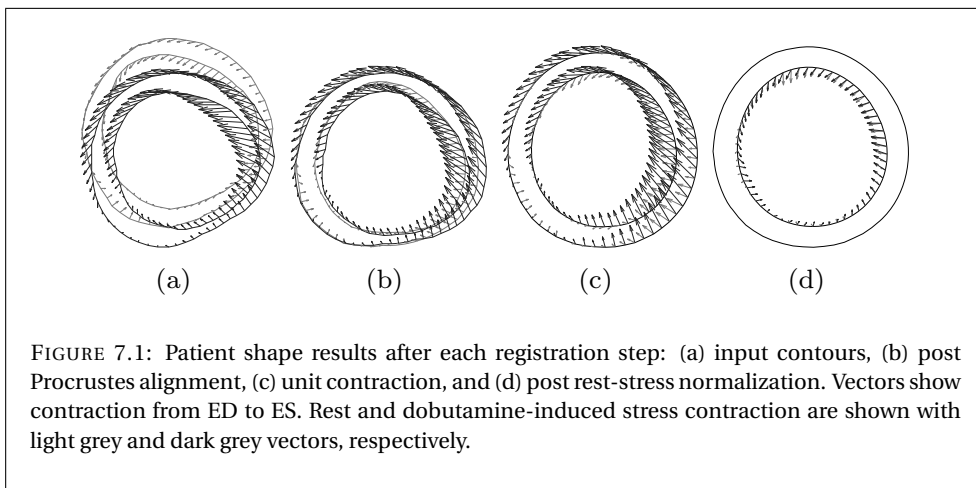 (a) (b) (c) (d)
FIGURE 7.1: Patient shape results after each registration step: (a) input contours, (b) post
Procrustes alignment, (c) unit contraction, and (d) post rest-stress normalization. Vectors show
contraction from ED to ES. Rest and dobutamine-induced stress contraction are shown with
light grey and dark grey vectors, respectively.